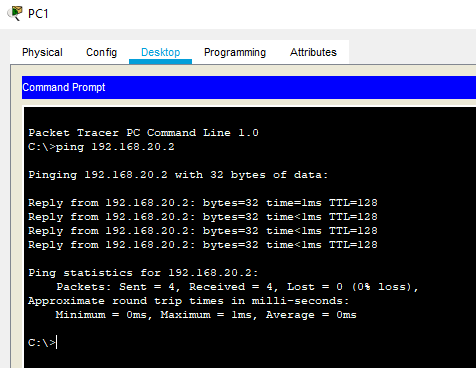 PC1
Physical Config Desktop Programming Attributes
Command Prompt
Packet Tracer PC Command Line 1.0
C:\>ping 192.168.20.2
Pinging 192.168.20.2 with 32 bytes of data:
Reply from 192.168.20.2: bytes=32 time=1ms TTL=128
Reply from 192.168.20.2: bytes=32 time<1ms TTL=128
Reply from 192.168.20.2: bytes=32 time<1ms TTL=128
Reply from 192.168.20.2: bytes=32 time<1ms TTL=128
Ping statistics for 192.168.20.2:
Packets: Sent = 4, Received = 4, Lost = 0 (0% loss),
Approximate round trip times in milli-seconds:
Minimum = 0ms, Maximum = 1ms, Average = 0ms
C:\>